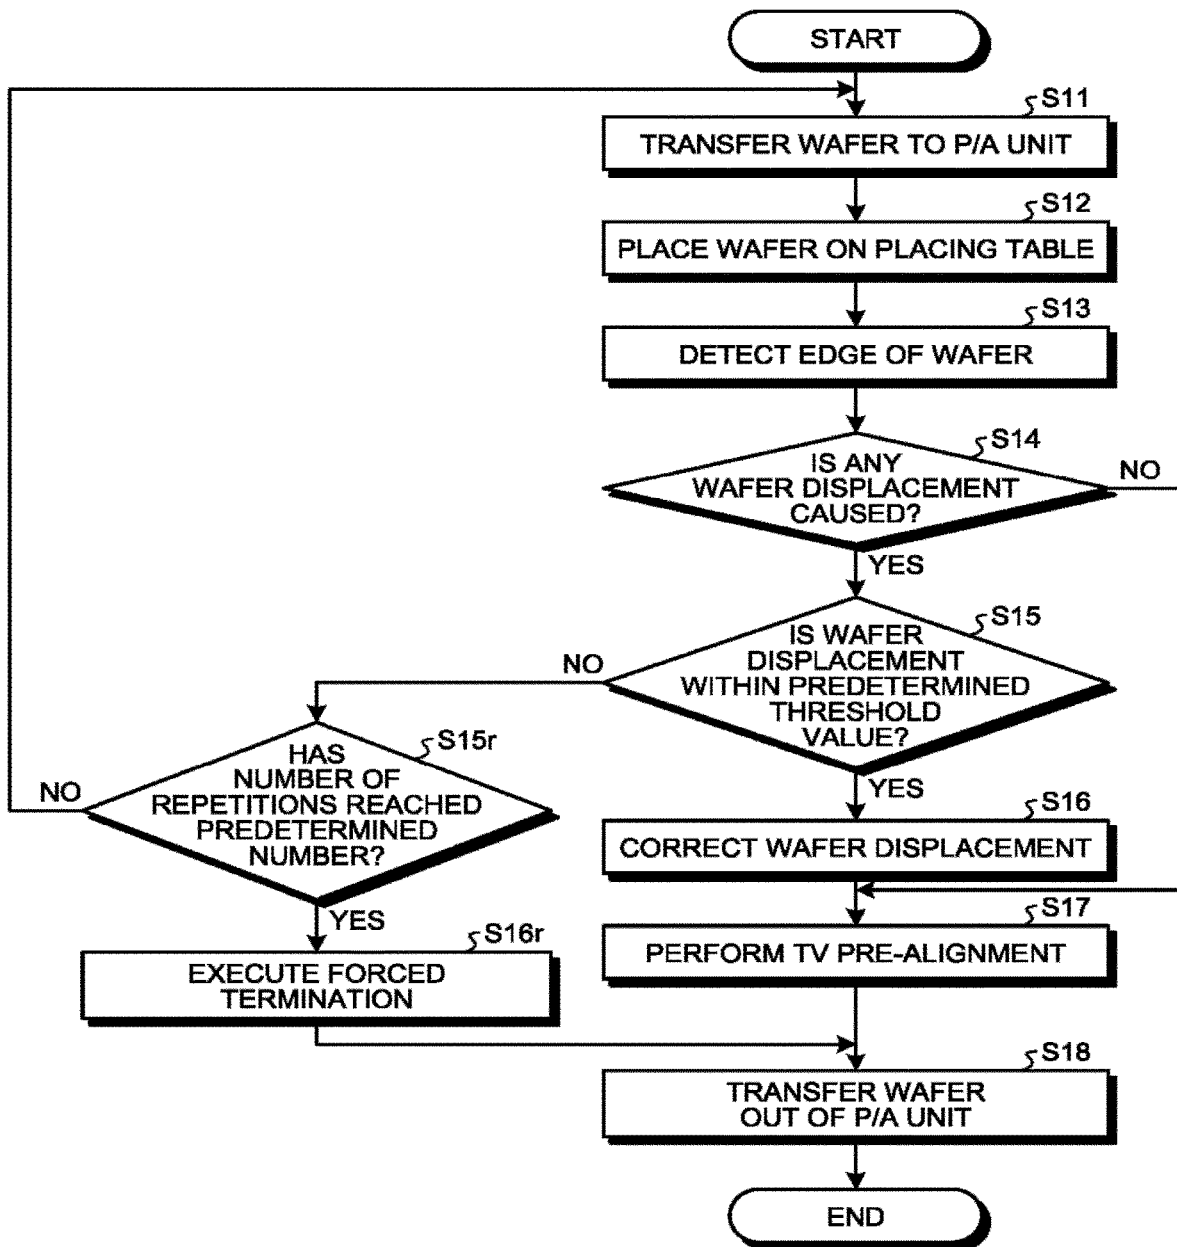 START
S11
TRANSFER WAFER TO P/A UNIT
S12
PLACE WAFER ON PLACING TABLE
S13
DETECT EDGE OF WAFER
S14
IS ANY
WAFER DISPLACEMENT
CAUSED?
NO
YES
S15
IS WAFER
DISPLACEMENT
WITHIN PREDETERMINED
THRESHOLD
VALUE?
NO
YES
S15r
HAS
NUMBER OF
REPETITIONS REACHED
PREDETERMINED
NUMBER?
NO
YES
S16
CORRECT WAFER DISPLACEMENT
S16r
EXECUTE FORCED
TERMINATION
S17
PERFORM TV PRE-ALIGNMENT
S18
TRANSFER WAFER
OUT OF P/A UNIT
END